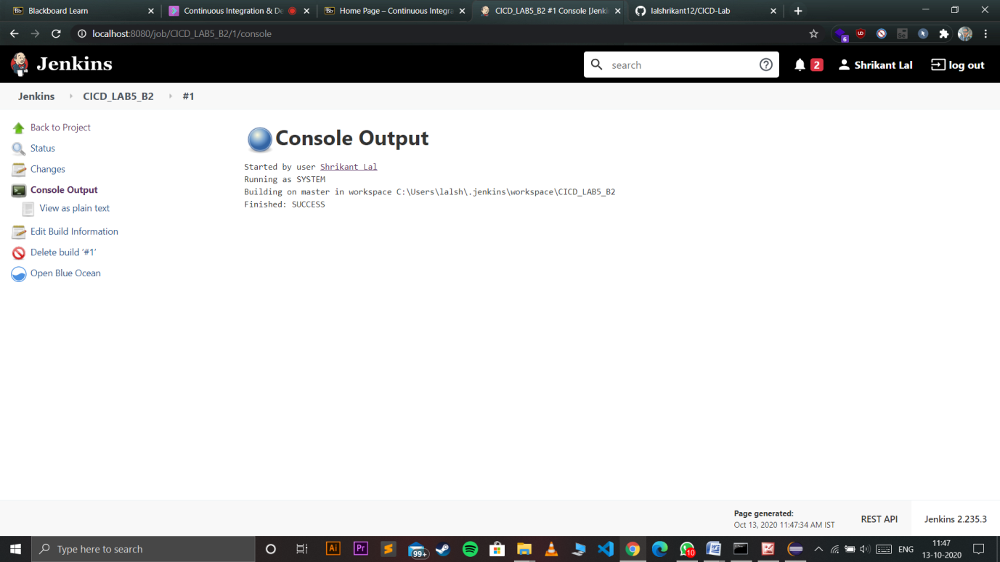 Blackboard Learn
Continuous Integration & De
Home Page – Continuous Integra
CICD_LAB5_B2 #1 Console [Jenki
lalshrikant12/CICD-Lab
localhost:8080/job/CICD_LAB5_B2/1/console
6
Jenkins
search
2
Shrikant Lal
log out
Jenkins
CICD_LAB5_B2
#1
Back to Project
Status
Changes
Console Output
View as plain text
Edit Build Information
Delete build ‘#1’
Open Blue Ocean
Console Output
Started by user Shrikant Lal
Running as SYSTEM
Building on master in workspace C:\Users\lalsh\.jenkins\workspace\CICD_LAB5_B2
Finished: SUCCESS
Page generated:
Oct 13, 2020 11:47:34 AM IST
REST API
Jenkins 2.235.3
Type here to search
Ai
Pr
99+
10
ENG
11:47
13-10-2020